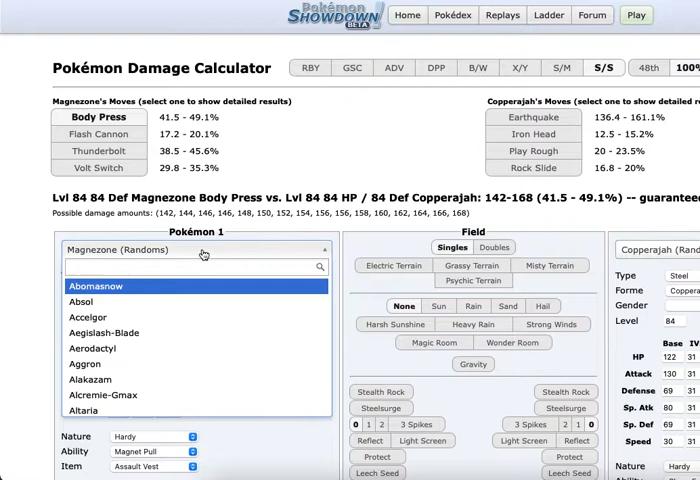 Pokémon
SHOWDOWN!
BETA
Home Pokédex Replays Ladder Forum Play
Pokémon Damage Calculator RBY GSC ADV DPP B/W X/Y S/M S/S 48th 100%
Magnezone's Moves (select one to show detailed results) Copperajah's Moves (select one to show detailed
Body Press 41.5 - 49.1% Earthquake 136.4 - 161.1%
Flash Cannon 17.2 - 20.1% Iron Head 12.5 - 15.2%
Thunderbolt 38.5 - 45.6% Play Rough 20 - 23.5%
Volt Switch 29.8 - 35.3% Rock Slide 16.8 - 20%
Lvl 84 84 Def Magnezone Body Press vs. Lvl 84 84 HP / 84 Def Copperajah: 142-168 (41.5 - 49.1%) -- guarantee
Possible damage amounts: (142, 144, 146, 146, 148, 150, 152, 154, 156, 156, 158, 160, 162, 164, 166, 168)
Pokémon 1 Field
Magnezone (Randoms) Singles Doubles Copperajah (Rand
Abomasnow Electric Terrain Grassy Terrain Misty Terrain Type Steel
Absol Psychic Terrain Forme Coppera
Accelgor None Sun Rain Sand Hail Gender
Aegislash-Blade Harsh Sunshine Heavy Rain Strong Winds Level 84
Aerodactyl Magic Room Wonder Room Base IV
Aggron Gravity HP 122 31
Alakazam Attack 130 31
Alcremie-Gmax Stealth Rock Stealth Rock Defense 69 31
Altaria Steelsurge Steelsurge Sp. Atk 80 31
0 1 2 3 Spikes 3 Spikes 2 1 0 Sp. Def 69 31
Nature Hardy Reflect Light Screen Light Screen Reflect Speed 30 31
Ability Magnet Pull Protect Protect Nature Hardy
Item Assault Vest Leech Seed Leech Seed